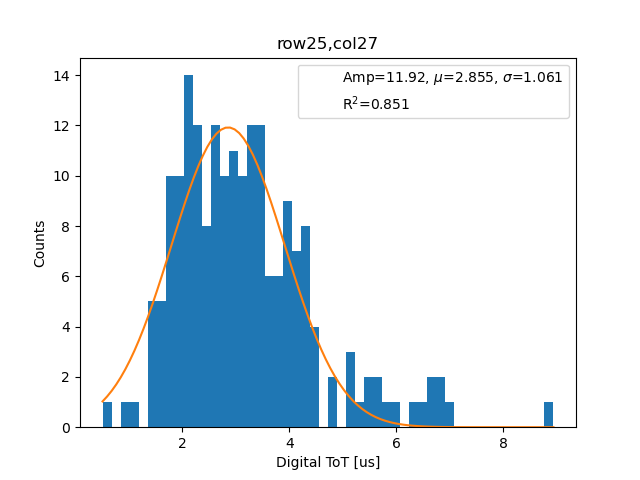 row25,col27
Amp=11.92, μ=2.855, σ=1.061
R²=0.851
14
12
10
8
6
4
2
0
Counts
2 4 6 8
Digital ToT [us]